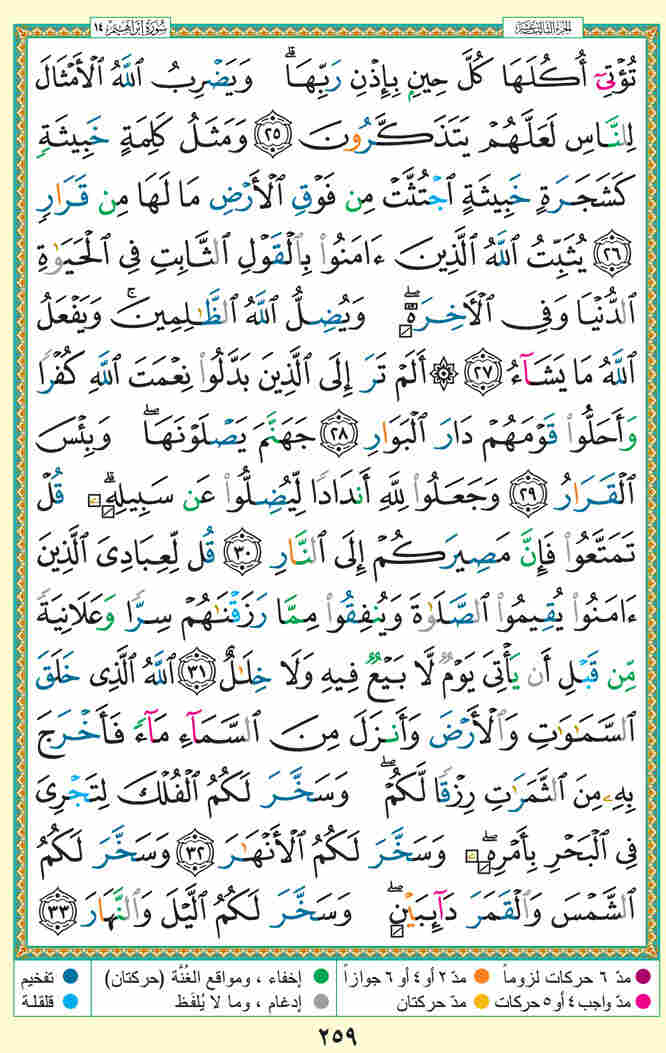 سُورَةُ إِبْرَاهِيم ١٤
الجزء الثالث عشر
تُؤْتِىٓ أُكُلَهَا كُلَّ حِينٍۭ بِإِذْنِ رَبِّهَاۗ وَيَضْرِبُ ٱللَّهُ ٱلْأَمْثَالَ
لِلنَّاسِ لَعَلَّهُمْ يَتَذَكَّرُونَ ٢٥ وَمَثَلُ كَلِمَةٍ خَبِيثَةٍۢ
كَشَجَرَةٍ خَبِيثَةٍ ٱجْتُثَّتْ مِن فَوْقِ ٱلْأَرْضِ مَا لَهَا مِن قَرَارٍۢ
٢٦ يُثَبِّتُ ٱللَّهُ ٱلَّذِينَ ءَامَنُوا۟ بِٱلْقَوْلِ ٱلثَّابِتِ فِى ٱلْحَيَوٰةِ
ٱلدُّنْيَا وَفِى ٱلْـَٔاخِرَةِۖ وَيُضِلُّ ٱللَّهُ ٱلظَّـٰلِمِينَۚ وَيَفْعَلُ
ٱللَّهُ مَا يَشَآءُ ٢٧ ۞ أَلَمْ تَرَ إِلَى ٱلَّذِينَ بَدَّلُوا۟ نِعْمَتَ ٱللَّهِ كُفْرًۭا
وَأَحَلُّوا۟ قَوْمَهُمْ دَارَ ٱلْبَوَارِ ٢٨ جَهَنَّمَ يَصْلَوْنَهَاۖ وَبِئْسَ
ٱلْقَرَارُ ٢٩ وَجَعَلُوا۟ لِلَّهِ أَندَادًۭا لِّيُضِلُّوا۟ عَن سَبِيلِهِۦۗ قُلْ
تَمَتَّعُوا۟ فَإِنَّ مَصِيرَكُمْ إِلَى ٱلنَّارِ ٣٠ قُل لِّعِبَادِىَ ٱلَّذِينَ
ءَامَنُوا۟ يُقِيمُوا۟ ٱلصَّلَوٰةَ وَيُنفِقُوا۟ مِمَّا رَزَقْنَـٰهُمْ سِرًّۭا وَعَلَانِيَةًۭ
مِّن قَبْلِ أَن يَأْتِىَ يَوْمٌۭ لَّا بَيْعٌۭ فِيهِ وَلَا خِلَـٰلٌ ٣١ ٱللَّهُ ٱلَّذِى خَلَقَ
ٱلسَّمَـٰوَٰتِ وَٱلْأَرْضَ وَأَنزَلَ مِنَ ٱلسَّمَآءِ مَآءًۭ فَأَخْرَجَ
بِهِۦ مِنَ ٱلثَّمَرَٰتِ رِزْقًۭا لَّكُمْۖ وَسَخَّرَ لَكُمُ ٱلْفُلْكَ لِتَجْرِىَ
فِى ٱلْبَحْرِ بِأَمْرِهِۦۖ وَسَخَّرَ لَكُمُ ٱلْأَنْهَـٰرَ ٣٢ وَسَخَّرَ لَكُمُ
ٱلشَّمْسَ وَٱلْقَمَرَ دَآئِبَيْنِۖ وَسَخَّرَ لَكُمُ ٱلَّيْلَ وَٱلنَّهَارَ ٣٣
مدّ ٦ حركات لزوماً مدّ ٢ أو ٤ أو ٦ جوازاً إخفاء ، ومواقع الغُنَّة (حركتان) تفخيم
مدّ واجب ٤ أو ٥ حركات مدّ حركتان إدغام ، وما لا يُلفَظ قلقلة
٢٥٩